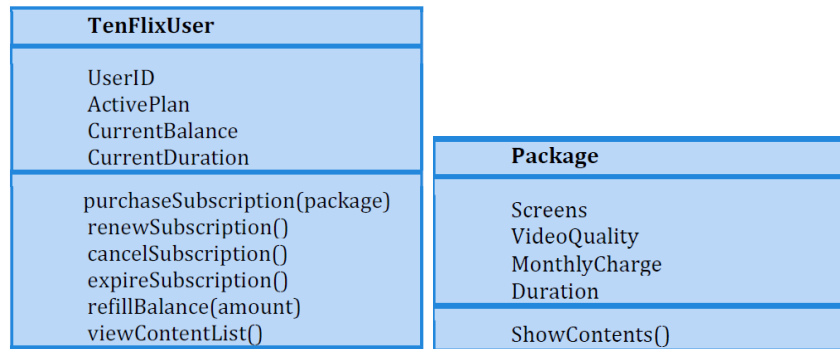 TenFlixUser
UserID
ActivePlan
CurrentBalance
CurrentDuration
purchaseSubscription(package)
renewSubscription()
cancelSubscription()
expireSubscription()
refillBalance(amount)
viewContentList()
Package
Screens
VideoQuality
MonthlyCharge
Duration
ShowContents()